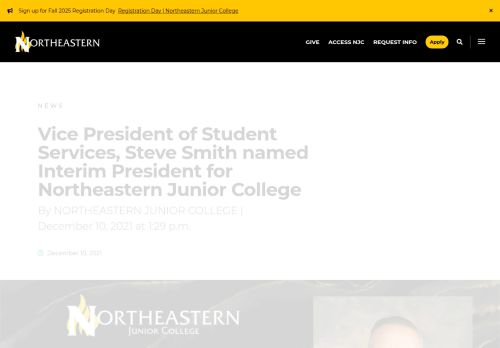 Sign up for Fall 2025 Registration Day  Registration Day | Northeastern Junior College ×
NORTHEASTERN GIVE ACCESS NJC REQUEST INFO Apply
NEWS
Vice President of Student
Services, Steve Smith named
Interim President for
Northeastern Junior College
By NORTHEASTERN JUNIOR COLLEGE |
December 10, 2021 at 1:29 p.m.
December 10, 2021
NORTHEASTERN
JUNIOR COLLEGE